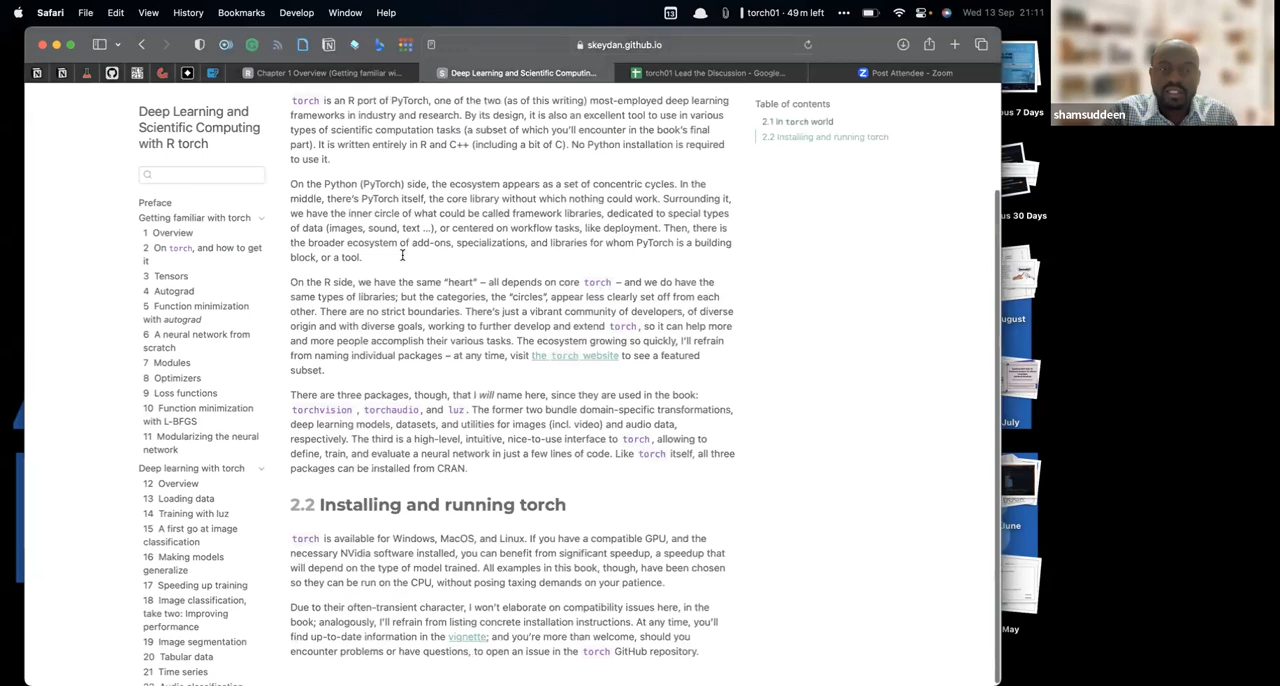 Safari File Edit View History Bookmarks Develop Window Help
13 torch01 · 49 m left ••• Wed 13 Sep 21:11
skeydan.github.io
Chapter 1 Overview (Getting familiar wi...
Deep Learning and Scientific Computin...
torch01 Lead the Discussion - Google...
Post Attendee - Zoom
shamsuddeen
us 7 Days
us 30 Days
ugust
July
June
May
Deep Learning and
Scientific Computing
with R torch
Preface
Getting familiar with torch
1 Overview
2 On torch, and how to get
it
3 Tensors
4 Autograd
5 Function minimization
with autograd
6 A neural network from
scratch
7 Modules
8 Optimizers
9 Loss functions
10 Function minimization
with L-BFGS
11 Modularizing the neural
network
Deep learning with torch
12 Overview
13 Loading data
14 Training with luz
15 A first go at image
classification
16 Making models
generalize
17 Speeding up training
18 Image classification,
take two: Improving
performance
19 Image segmentation
20 Tabular data
21 Time series
22 Audio classification
torch is an R port of PyTorch, one of the two (as of this writing) most-employed deep learning
frameworks in industry and research. By its design, it is also an excellent tool to use in various
types of scientific computation tasks (a subset of which you'll encounter in the book's final
part). It is written entirely in R and C++ (including a bit of C). No Python installation is required
to use it.
On the Python (PyTorch) side, the ecosystem appears as a set of concentric cycles. In the
middle, there's PyTorch itself, the core library without which nothing could work. Surrounding it,
we have the inner circle of what could be called framework libraries, dedicated to special types
of data (images, sound, text ...), or centered on workflow tasks, like deployment. Then, there is
the broader ecosystem of add-ons, specializations, and libraries for whom PyTorch is a building
block, or a tool.
On the R side, we have the same "heart" – all depends on core torch – and we do have the
same types of libraries; but the categories, the "circles", appear less clearly set off from each
other. There are no strict boundaries. There's just a vibrant community of developers, of diverse
origin and with diverse goals, working to further develop and extend torch, so it can help more
and more people accomplish their various tasks. The ecosystem growing so quickly, I'll refrain
from naming individual packages – at any time, visit the torch website to see a featured
subset.
There are three packages, though, that I will name here, since they are used in the book:
torchvision, torchaudio, and luz. The former two bundle domain-specific transformations,
deep learning models, datasets, and utilities for images (incl. video) and audio data,
respectively. The third is a high-level, intuitive, nice-to-use interface to torch, allowing to
define, train, and evaluate a neural network in just a few lines of code. Like torch itself, all three
packages can be installed from CRAN.
2.2 Installing and running torch
torch is available for Windows, MacOS, and Linux. If you have a compatible GPU, and the
necessary NVidia software installed, you can benefit from significant speedup, a speedup that
will depend on the type of model trained. All examples in this book, though, have been chosen
so they can be run on the CPU, without posing taxing demands on your patience.
Due to their often-transient character, I won't elaborate on compatibility issues here, in the
book; analogously, I'll refrain from listing concrete installation instructions. At any time, you'll
find up-to-date information in the vignette; and you're more than welcome, should you
encounter problems or have questions, to open an issue in the torch GitHub repository.
Table of contents
2.1 In torch world
2.2 Installing and running torch